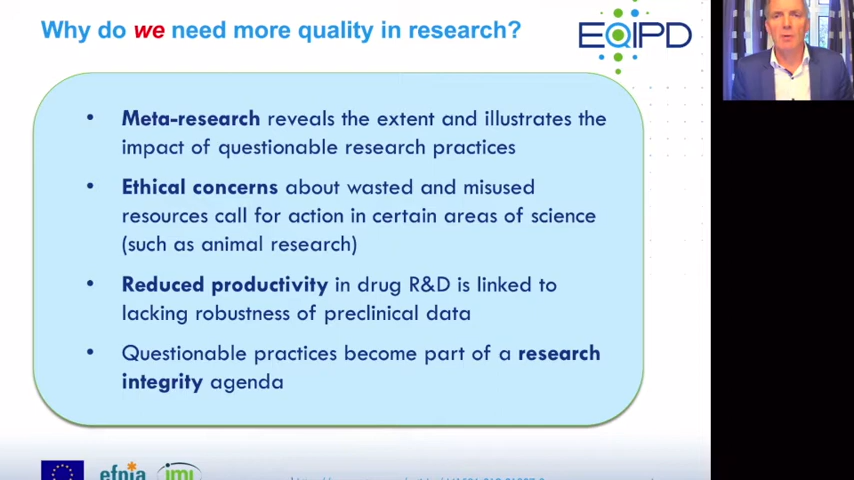 Why do we need more quality in research?
EQIPD
• Meta-research reveals the extent and illustrates the
impact of questionable research practices
• Ethical concerns about wasted and misused
resources call for action in certain areas of science
(such as animal research)
• Reduced productivity in drug R&D is linked to
lacking robustness of preclinical data
• Questionable practices become part of a research
integrity agenda
efpia
imi